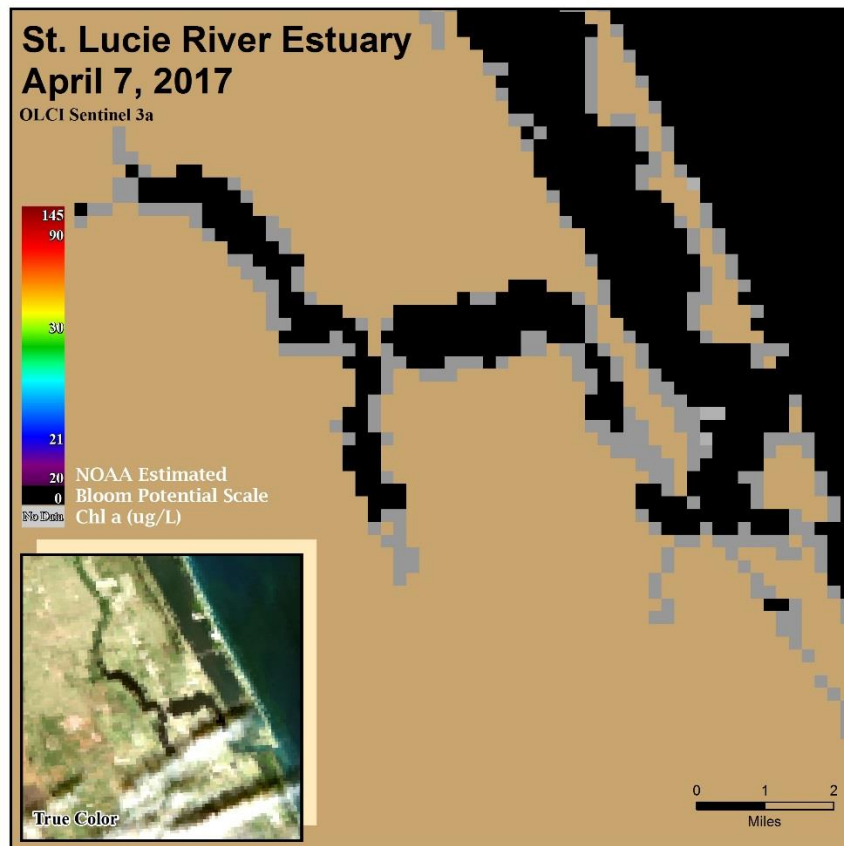 St. Lucie River Estuary
April 7, 2017
OLCI Sentinel 3a
145
90
30
21
20
0
No Data
NOAA Estimated
Bloom Potential Scale
Chl a (ug/L)
True Color
0 1 2
Miles